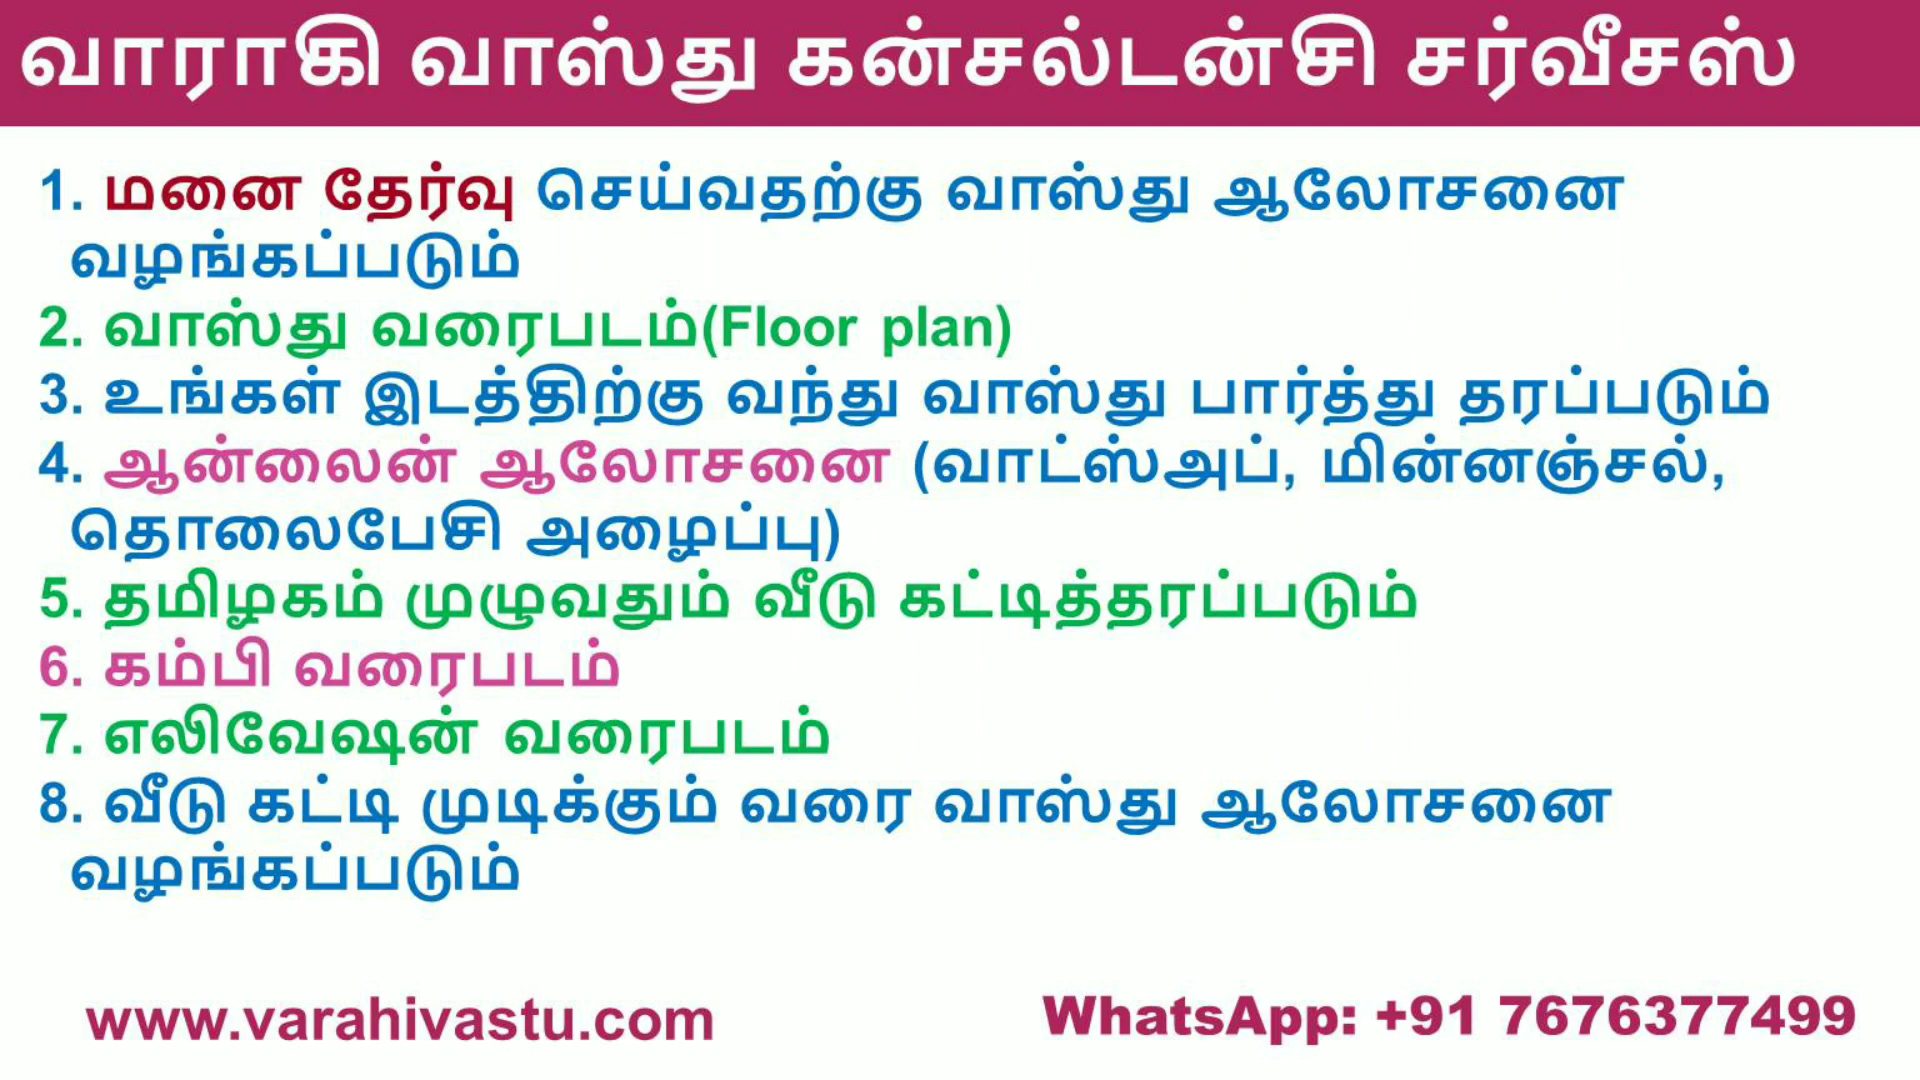 வாராகி வாஸ்து கன்சல்டன்சி சர்வீசஸ்
1. மனை தேர்வு செய்வதற்கு வாஸ்து ஆலோசனை
வழங்கப்படும்
2. வாஸ்து வரைபடம்(Floor plan)
3. உங்கள் இடத்திற்கு வந்து வாஸ்து பார்த்து தரப்படும்
4. ஆன்லைன் ஆலோசனை (வாட்ஸ்அப், மின்னஞ்சல்,
தொலைபேசி அழைப்பு)
5. தமிழகம் முழுவதும் வீடு கட்டித்தரப்படும்
6. கம்பி வரைபடம்
7. எலிவேஷன் வரைபடம்
8. வீடு கட்டி முடிக்கும் வரை வாஸ்து ஆலோசனை
வழங்கப்படும்
www.varahivastu.com
WhatsApp: +91 7676377499